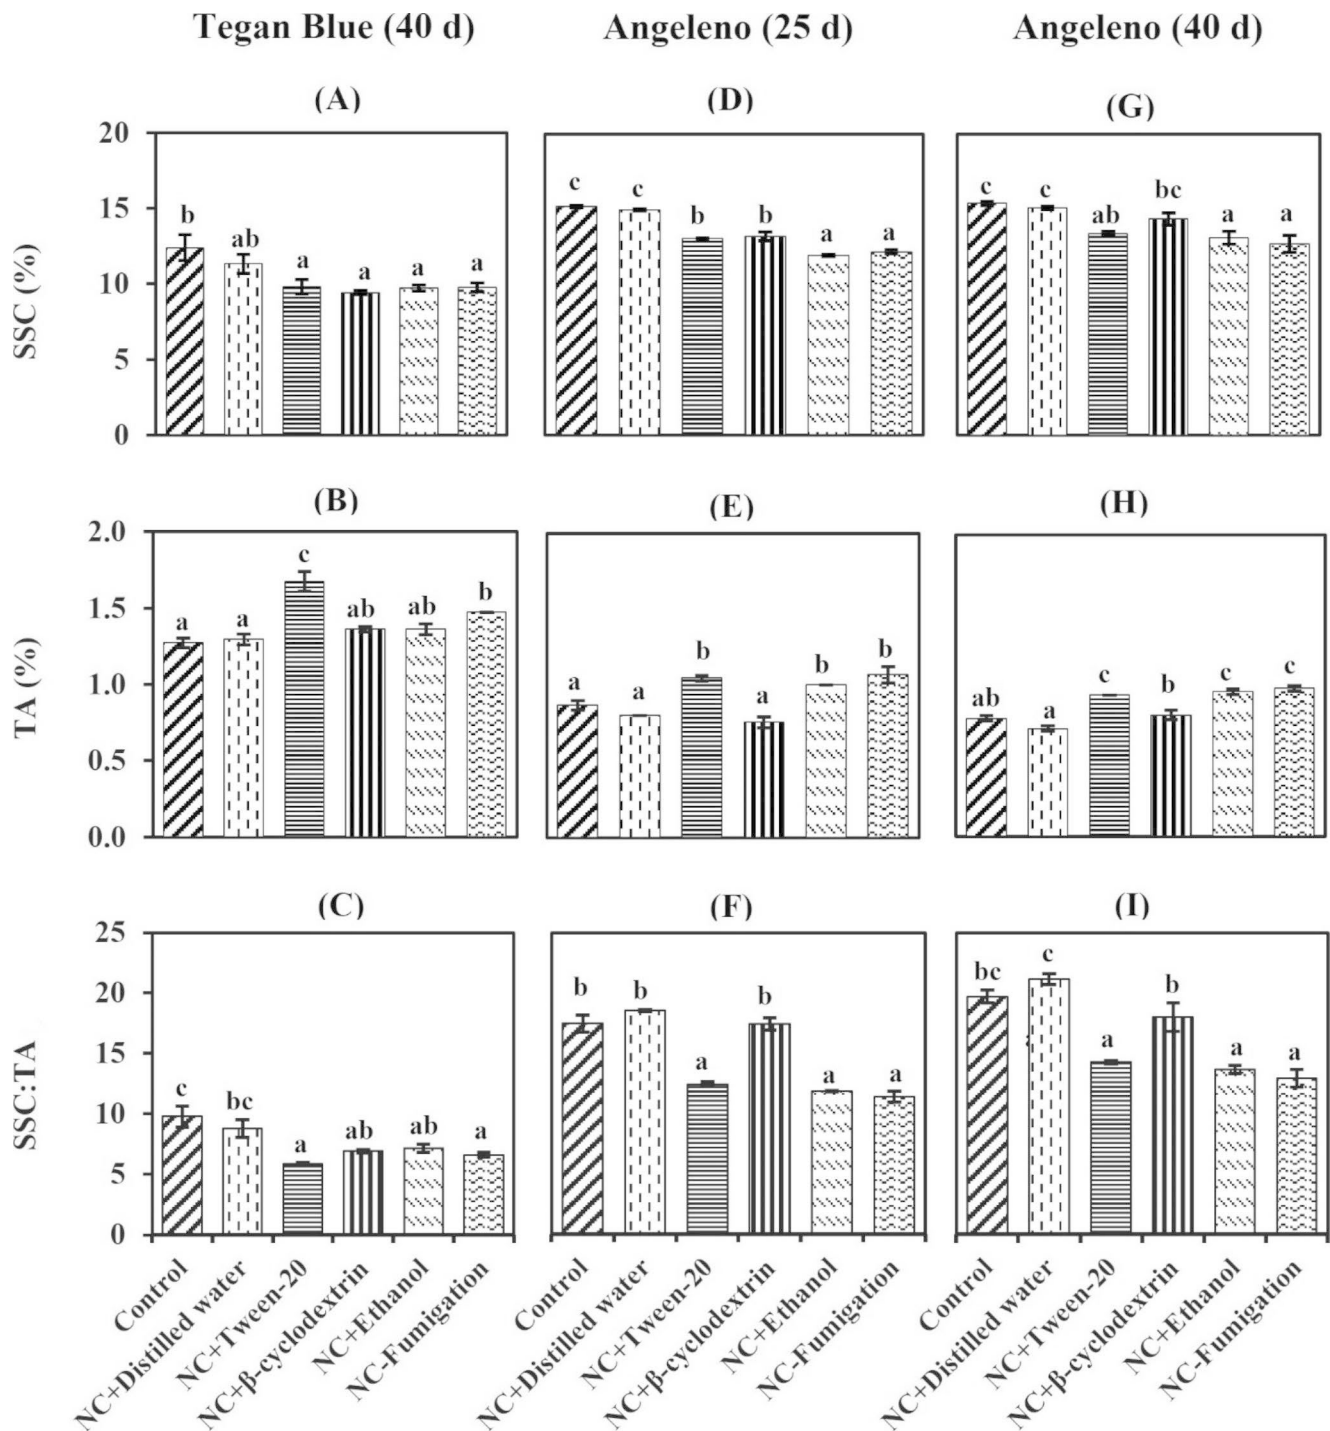 Tegan Blue (40 d) Angeleno (25 d) Angeleno (40 d)
(A) (D) (G)
SSC (%)
20
15
10
5
0
b ab a a a a
c c b b a a
c c ab bc a a
(B) (E) (H)
TA (%)
2.0
1.5
1.0
0.5
0.0
a a c ab ab b
a a b a b b
ab a c b c c
(C) (F) (I)
SSC:TA
25
20
15
10
5
0
c bc a ab ab a
b b a b a a
bc c a b a a
Control
NC+Distilled water
NC+Tween-20
NC+β-cyclodextrin
NC+Ethanol
NC-Fumigation
Control
NC+Distilled water
NC+Tween-20
NC+β-cyclodextrin
NC+Ethanol
NC-Fumigation
Control
NC+Distilled water
NC+Tween-20
NC+β-cyclodextrin
NC+Ethanol
NC-Fumigation